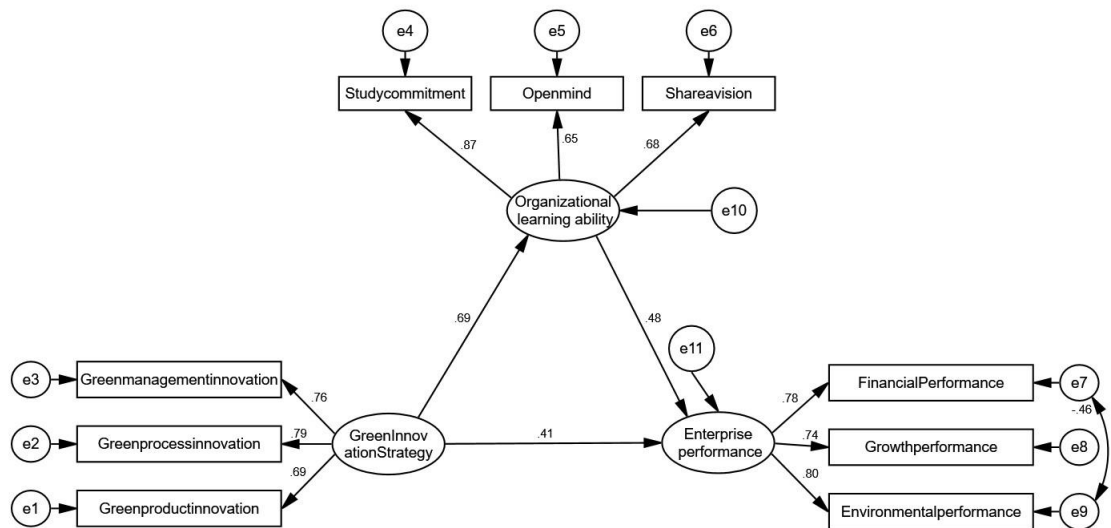 e4
e5
e6
Studycommitment
Openmind
Shareavision
.87
.65
.68
Organizational
learning ability
e10
.69
.48
e11
e3
Greenmanagementinnovation
.76
FinancialPerformance
e7
.78
-.46
e2
Greenprocessinnovation
.79
GreenInnov
ationStrategy
.41
Enterprise
performance
.74
Growthperformance
e8
.69
.80
e1
Greenproductinnovation
Environmentalperformance
e9